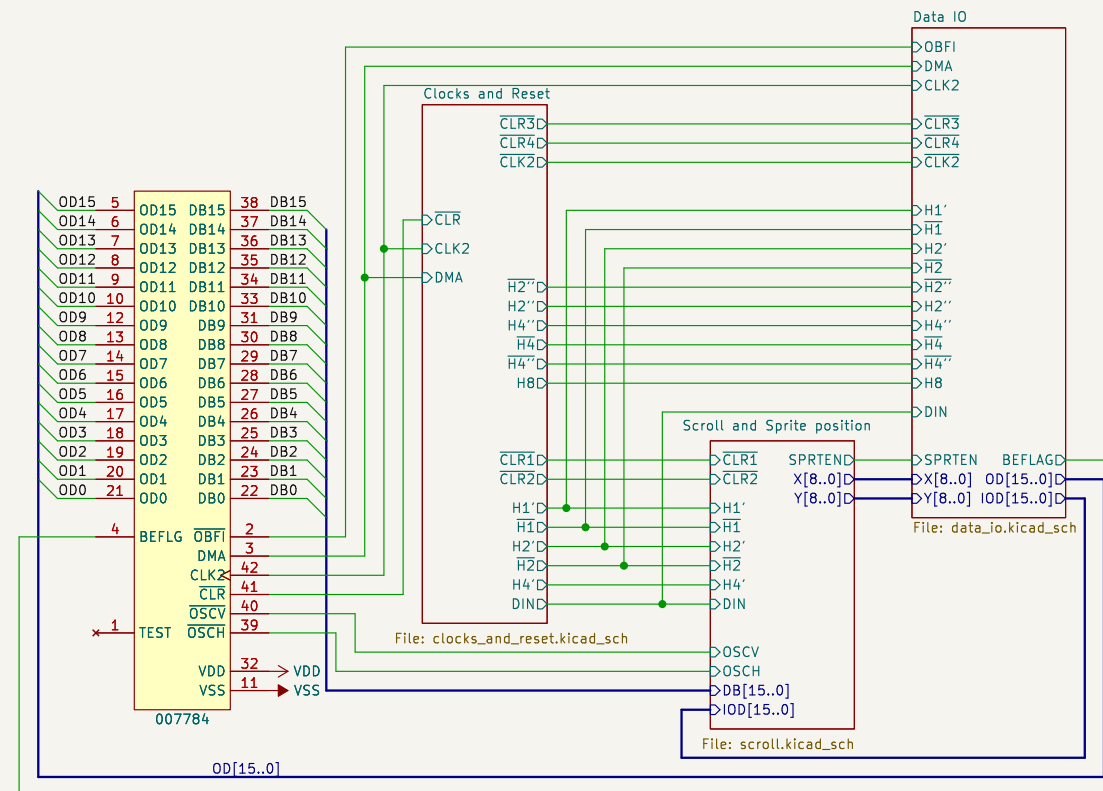 Data IO
OBFI
DMA
CLK2
CLR3
CLR4
CLK2
H1'
H1
H2'
H2
H2''
H2''
H4''
H4
H4''
H8
DIN
SPRTEN BEFLAG
X[8..0] OD[15..0]
Y[8..0] IOD[15..0]
File: data_io.kicad_sch
Clocks and Reset
CLR3
CLR4
CLK2
CLR
CLK2
DMA
H2''
H2''
H4''
H4
H4''
H8
CLR1
CLR2
H1'
H1
H2'
H2
H4'
DIN
File: clocks_and_reset.kicad_sch
Scroll and Sprite position
CLR1 SPRTEN
CLR2 X[8..0]
Y[8..0]
H1'
H1
H2'
H2
H4'
DIN
OSCV
OSCH
DB[15..0]
IOD[15..0]
File: scroll.kicad_sch
OD15 5 OD15 DB15 38 DB15
OD14 6 OD14 DB14 37 DB14
OD13 7 OD13 DB13 36 DB13
OD12 8 OD12 DB12 35 DB12
OD11 9 OD11 DB11 34 DB11
OD10 10 OD10 DB10 33 DB10
OD9 12 OD9 DB9 31 DB9
OD8 13 OD8 DB8 30 DB8
OD7 14 OD7 DB7 29 DB7
OD6 15 OD6 DB6 28 DB6
OD5 16 OD5 DB5 27 DB5
OD4 17 OD4 DB4 26 DB4
OD3 18 OD3 DB3 25 DB3
OD2 19 OD2 DB2 24 DB2
OD1 20 OD1 DB1 23 DB1
OD0 21 OD0 DB0 22 DB0
4 BEFLG OBFI 2
DMA 3
CLK2 42
CLR 41
OSCV 40
1 TEST OSCH 39
VDD 32 VDD
VSS 11 VSS
007784
OD[15..0]